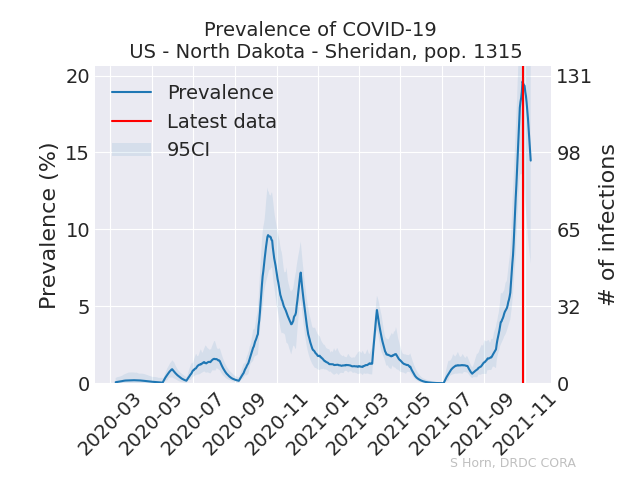 Prevalence of COVID-19
US - North Dakota - Sheridan, pop. 1315
Prevalence (%)
20
15
10
5
0
Prevalence
Latest data
95CI
131
98
65
32
0
# of infections
2020-03
2020-05
2020-07
2020-09
2020-11
2021-01
2021-03
2021-05
2021-07
2021-09
2021-11
S Horn, DRDC CORA